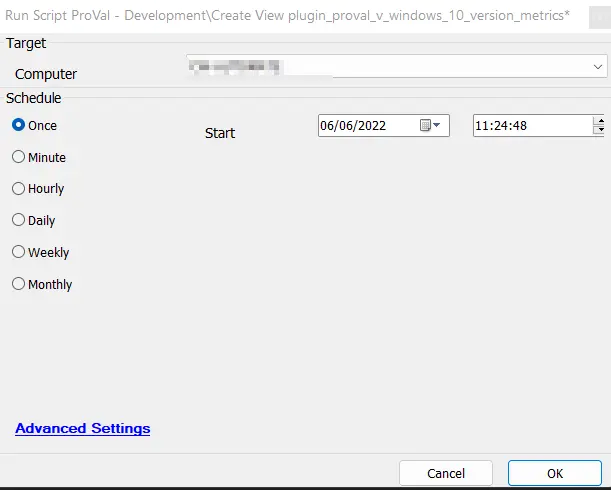 Run Script ProVal - Development\Create View plugin_proval_v_windows_10_version_metrics*
Target
Computer
Schedule
Once
Start
06/06/2022
11:24:48
Minute
Hourly
Daily
Weekly
Monthly
Advanced Settings
Cancel
OK